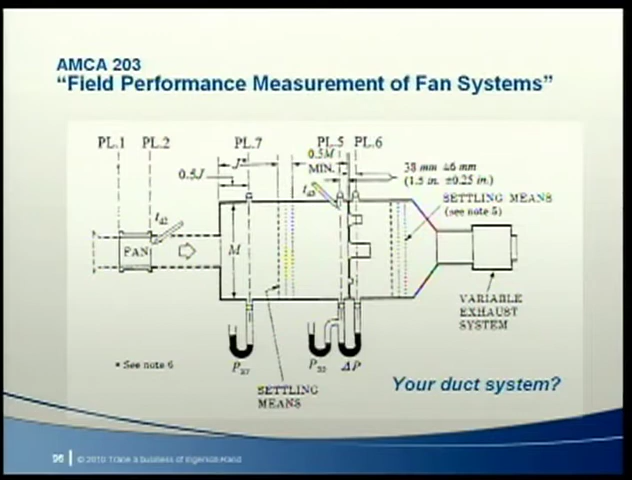 AMCA 203
"Field Performance Measurement of Fan Systems"
PL.1 PL.2 PL.7 PL.5 PL.6
0.5M
MIN.
J
0.5J
38 mm ±6 mm
(1.5 in. ±0.25 in.)
SETTLING MEANS
(see note 5)
FAN
M
VARIABLE
EXHAUST
SYSTEM
ΔP
* See note 6
SETTLING
MEANS
Your duct system?
96
© 2010 Trane a business of Ingersoll-Rand